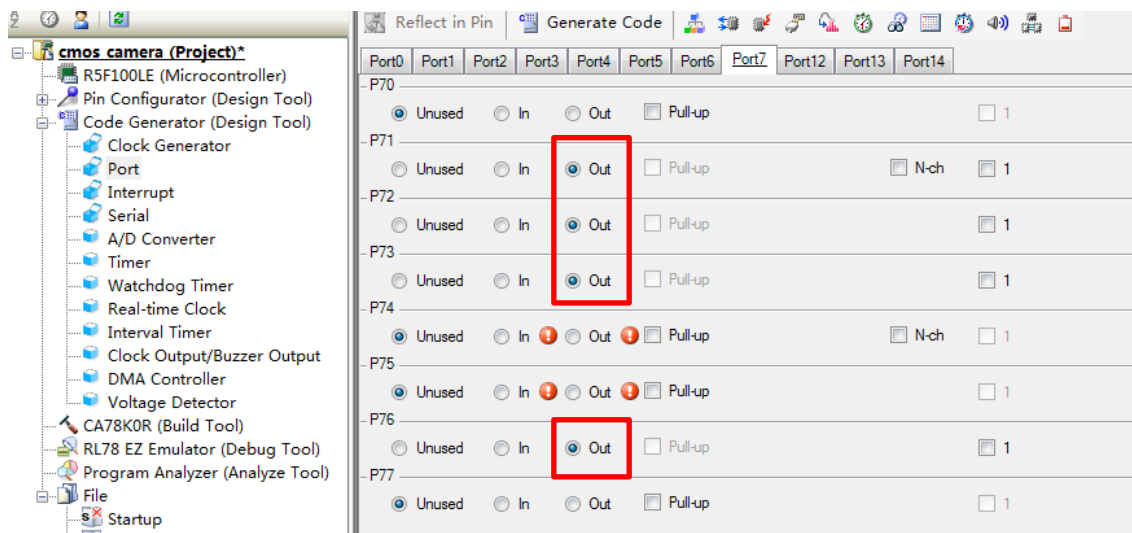 Reflect in Pin Generate Code
cmos_camera (Project)*
R5F100LE (Microcontroller)
Pin Configurator (Design Tool)
Code Generator (Design Tool)
Clock Generator
Port
Interrupt
Serial
A/D Converter
Timer
Watchdog Timer
Real-time Clock
Interval Timer
Clock Output/Buzzer Output
DMA Controller
Voltage Detector
CA78K0R (Build Tool)
RL78 EZ Emulator (Debug Tool)
Program Analyzer (Analyze Tool)
File
Startup
Port0 Port1 Port2 Port3 Port4 Port5 Port6 Port7 Port12 Port13 Port14
P70
Unused In Out Pull-up 1
P71
Unused In Out Pull-up N-ch 1
P72
Unused In Out Pull-up 1
P73
Unused In Out Pull-up 1
P74
Unused In Out Pull-up N-ch 1
P75
Unused In Out Pull-up 1
P76
Unused In Out Pull-up 1
P77
Unused In Out Pull-up 1